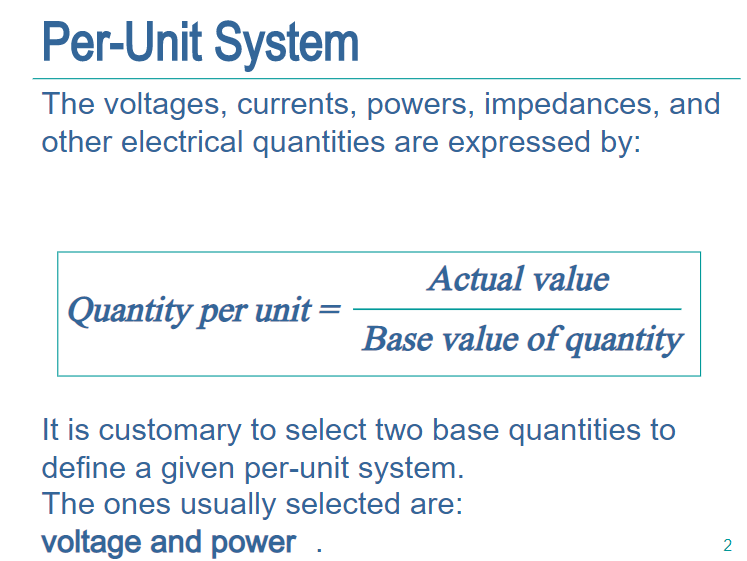 Per-Unit System
The voltages, currents, powers, impedances, and
other electrical quantities are expressed by:
Quantity per unit = Actual value / Base value of quantity
It is customary to select two base quantities to
define a given per-unit system.
The ones usually selected are:
voltage and power .
2